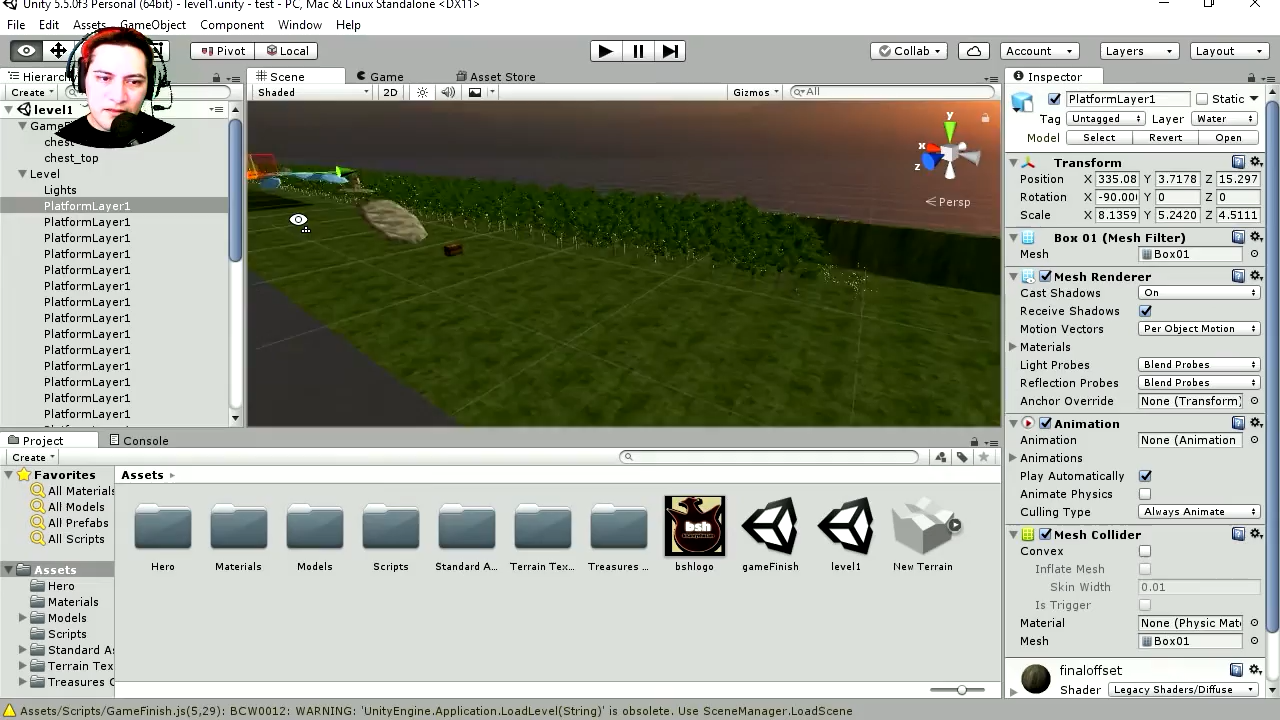 Unity 5.5.0f3 Personal (64bit) - level1.unity - test - PC, Mac & Linux Standalone <DX11>
File Edit Assets GameObject Component Window Help
Pivot Local Collab Account Layers Layout
Hierarc Scene Game Asset Store Inspector
Create Shaded 2D Gizmos All PlatformLayer1 Static
level1 Tag Untagged Layer Water
Model Select Revert Open
chest_top
Level
Lights
PlatformLayer1
PlatformLayer1
PlatformLayer1
PlatformLayer1
PlatformLayer1
PlatformLayer1
PlatformLayer1
PlatformLayer1
PlatformLayer1
PlatformLayer1
PlatformLayer1
PlatformLayer1
PlatformLayer1
PlatformLayer1
y
x
z
Persp
Transform
Position X 335.08 Y 3.7178 Z 15.297
Rotation X -90.00 Y 0 Z 0
Scale X 8.1359 Y 5.2420 Z 4.5111
Box 01 (Mesh Filter)
Mesh Box01
Mesh Renderer
Cast Shadows On
Receive Shadows
Motion Vectors Per Object Motion
Materials
Light Probes Blend Probes
Reflection Probes Blend Probes
Anchor Override None (Transform)
Animation
Animation None (Animation
Animations
Play Automatically
Animate Physics
Culling Type Always Animate
Mesh Collider
Convex
Inflate Mesh
Skin Width 0.01
Is Trigger
Material None (Physic Mat
Mesh Box01
finaloffset
Shader Legacy Shaders/Diffuse
Project Console
Create
Favorites
All Materials
All Models
All Prefabs
All Scripts
Assets
Hero
Materials
Models
Scripts
Standard A
Terrain Tex
Treasures C
Assets
bsh
Hero Materials Models Scripts Standard A... Terrain Tex... Treasures ... bshlogo gameFinish level1 New Terrain
Assets/Scripts/GameFinish.js(5,29): BCW0012: WARNING: 'UnityEngine.Application.LoadLevel(String)' is obsolete. Use SceneManager.LoadScene